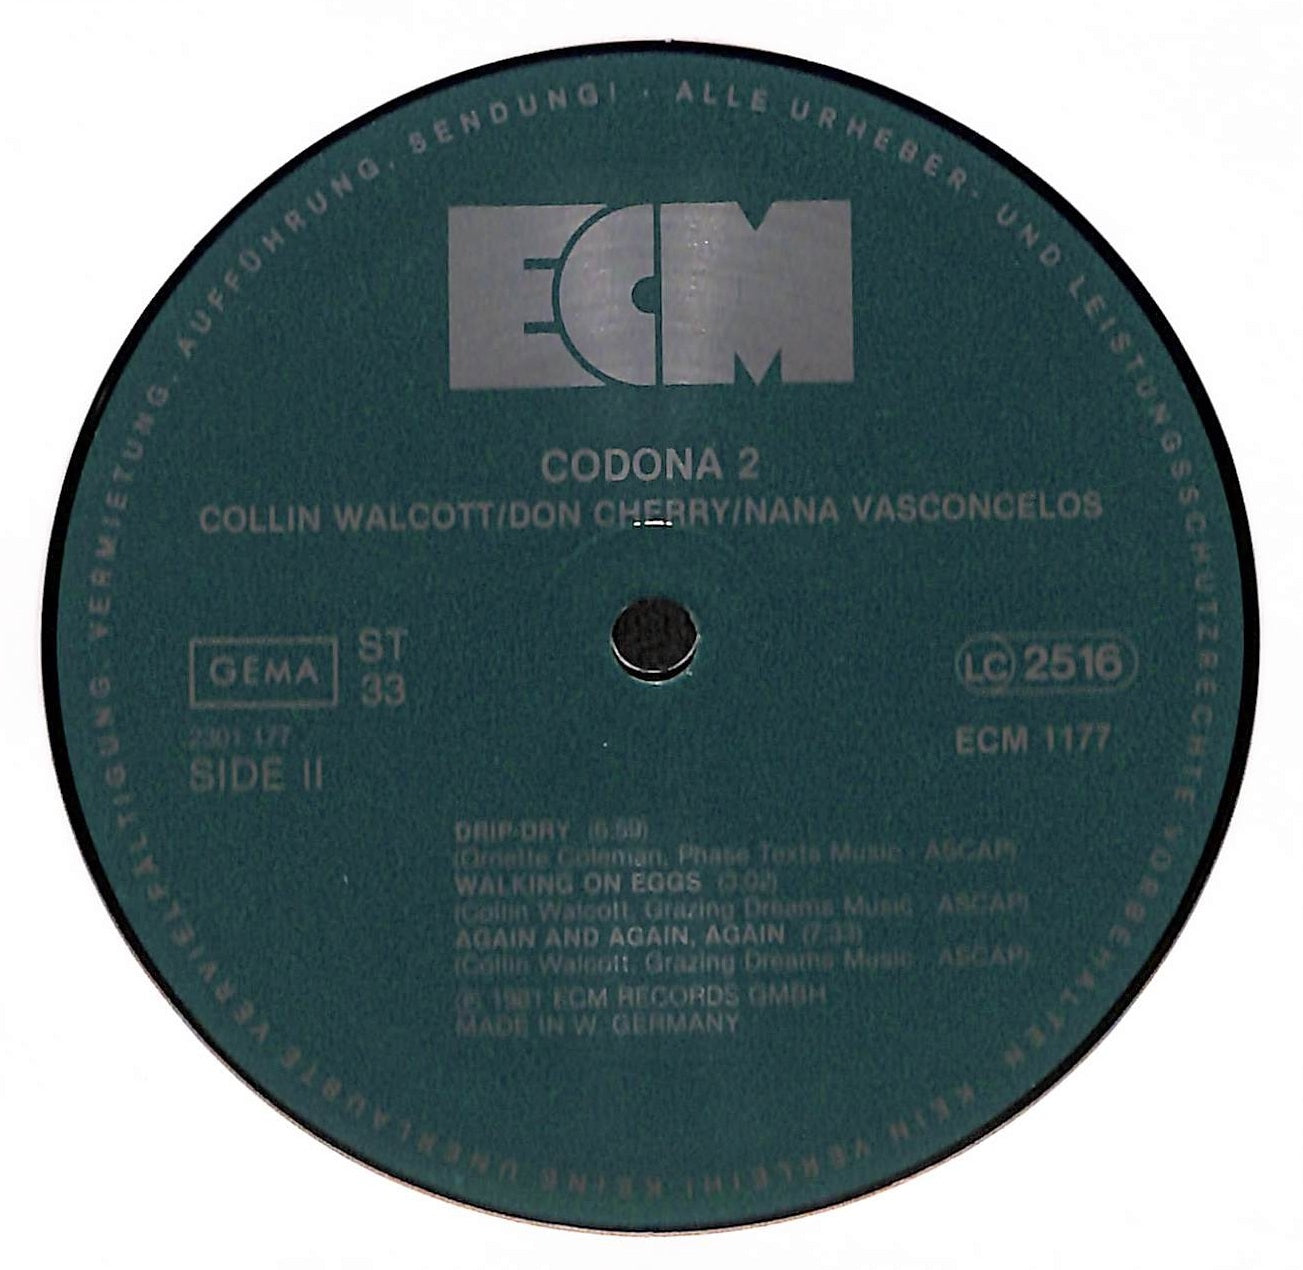 ALLE URHEBER- UND LEISTUNGSSCHUTZRECHTE VORBEHALTEN. KEIN VERLEIH! KEINE UNERLAUBTE VERVIELFÄLTIGUNG, VERMIETUNG, AUFFÜHRUNG, SENDUNG! ·
ECM
CODONA 2
COLLIN WALCOTT/DON CHERRY/NANA VASCONCELOS
GEMA
ST
33
LC 2516
2301 177
SIDE II
ECM 1177
DRIP-DRY
(Ornette Coleman, Phase Texts Music - ASCAP)
WALKING ON EGGS (3:02)
(Collin Walcott, Grazing Dreams Music - ASCAP)
AGAIN AND AGAIN, AGAIN (7:33)
(Collin Walcott, Grazing Dreams Music - ASCAP)
℗ 1981 ECM RECORDS GMBH
MADE IN W. GERMANY